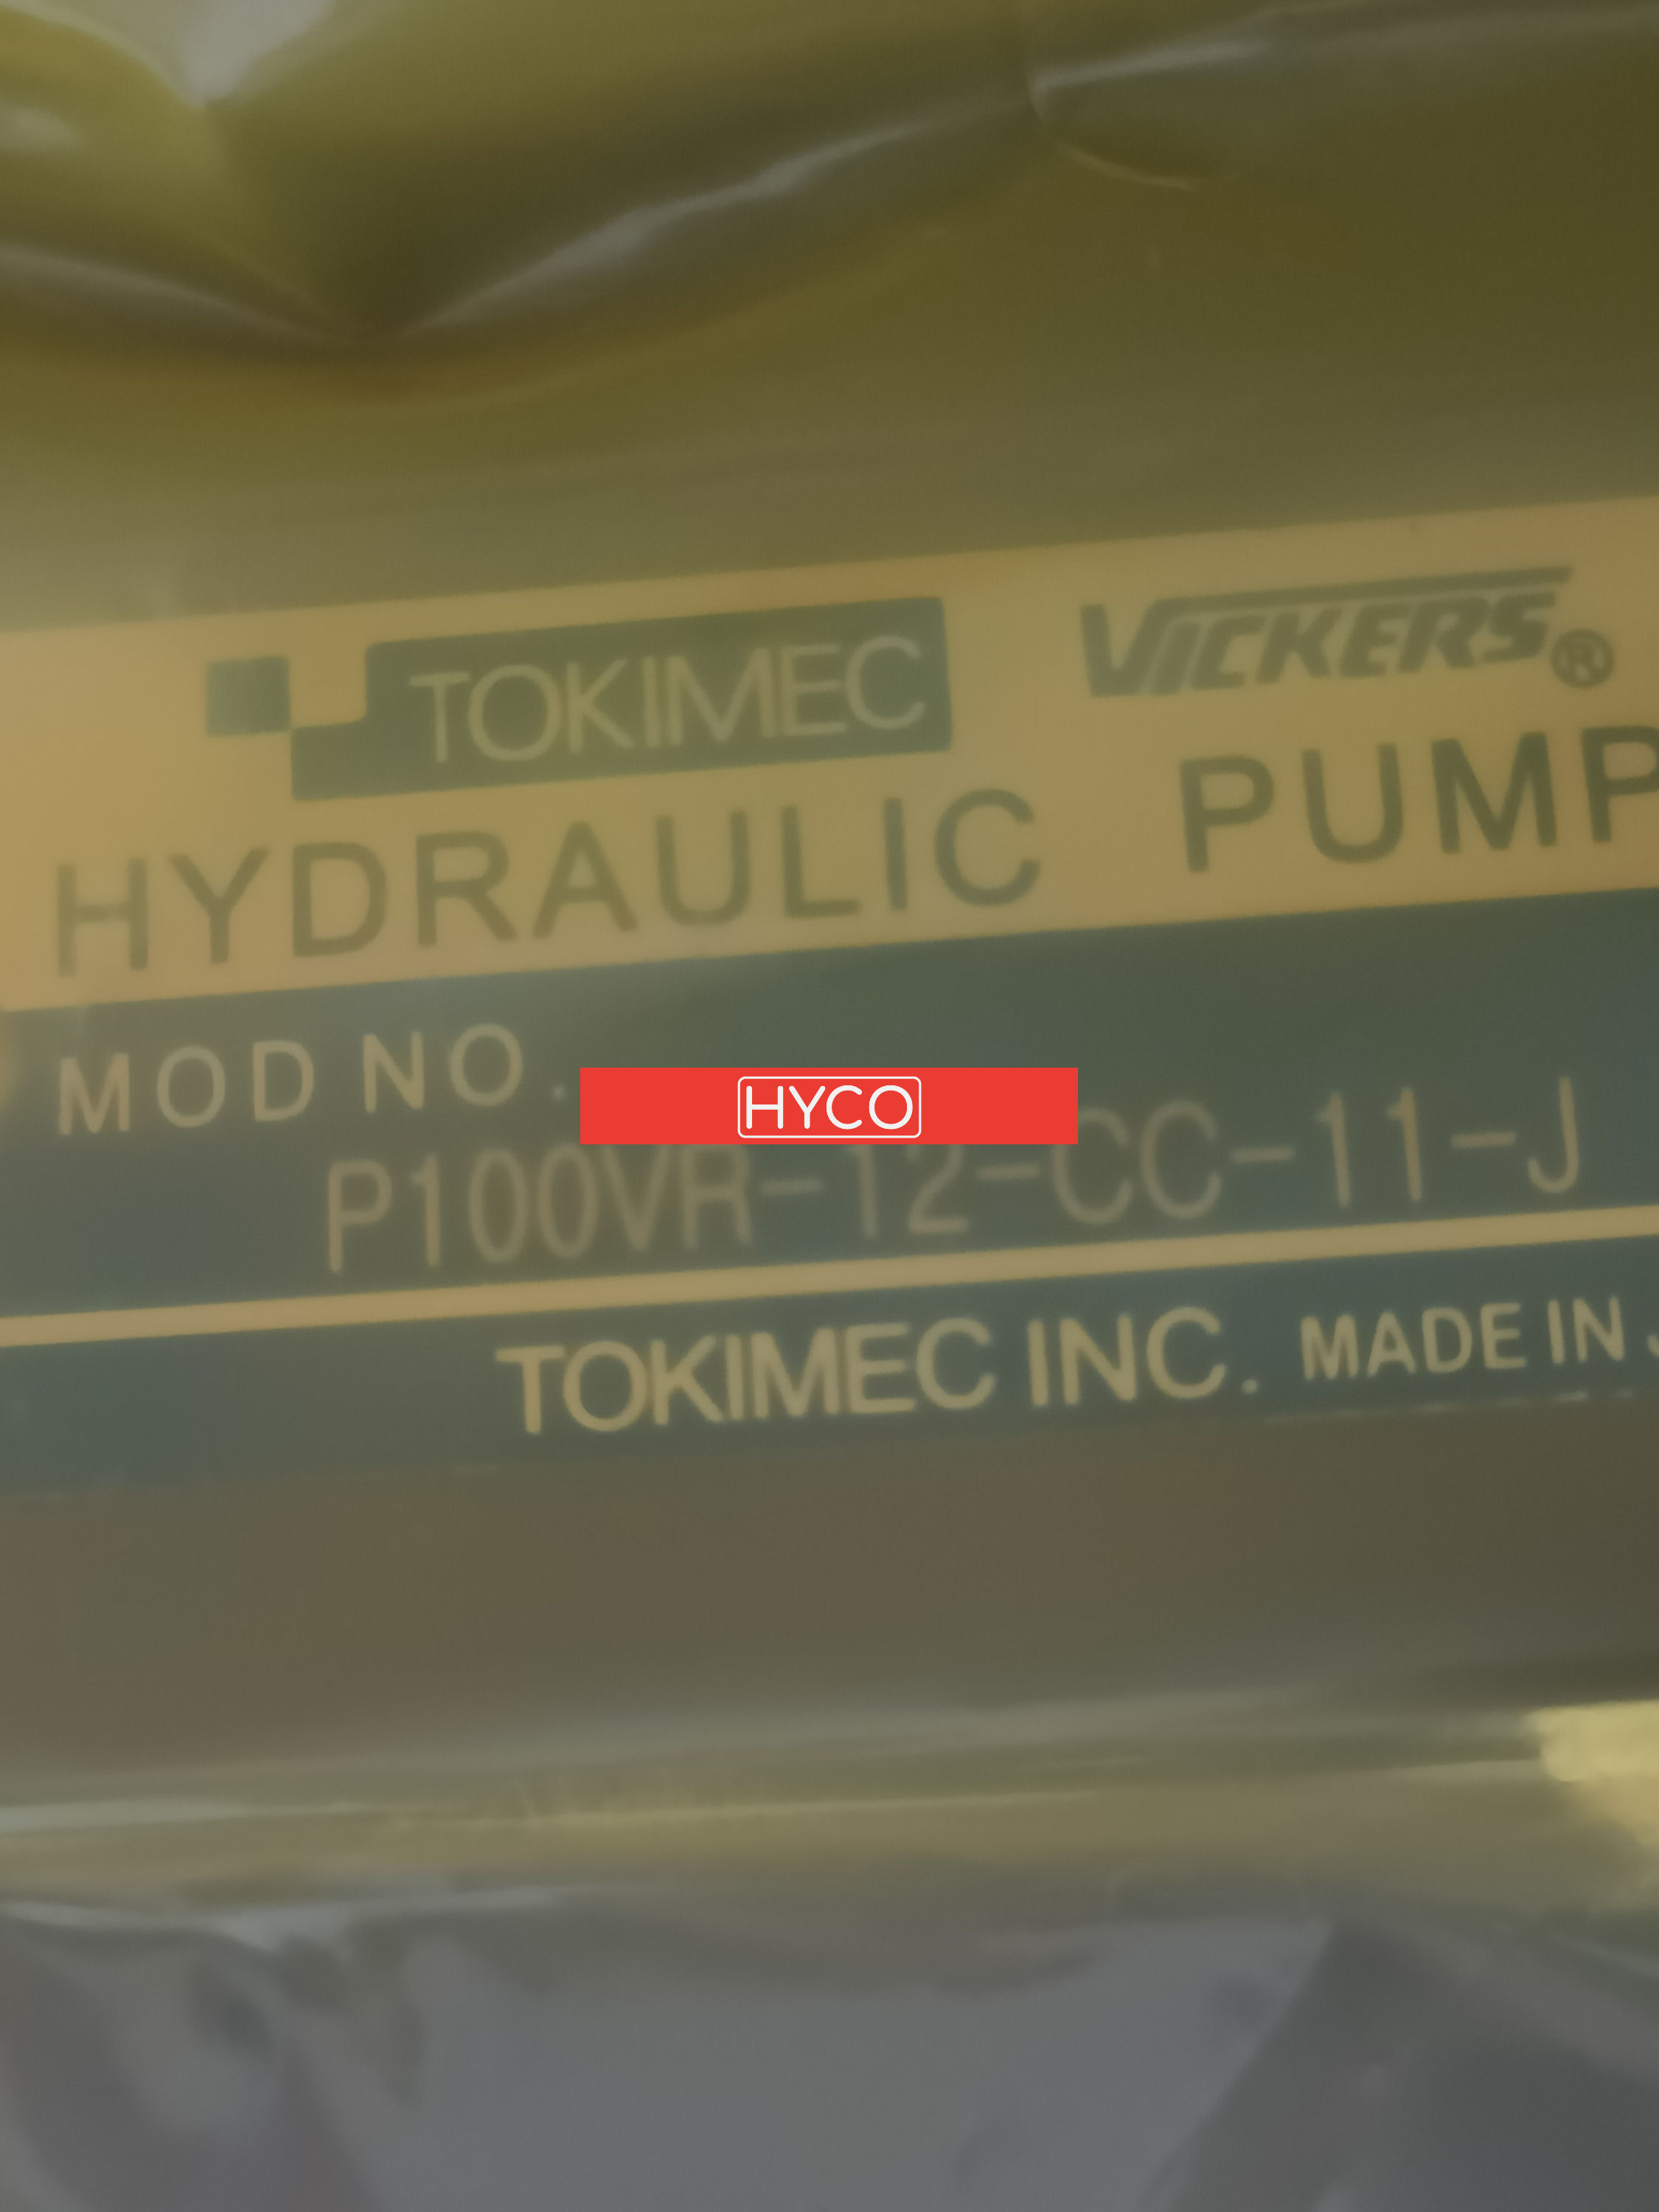 TOKIMEC VICKERS®
HYDRAULIC PUMP
MOD NO.
HYCO
P100VR-12-CC-11-J
TOKIMEC INC. MADE IN J